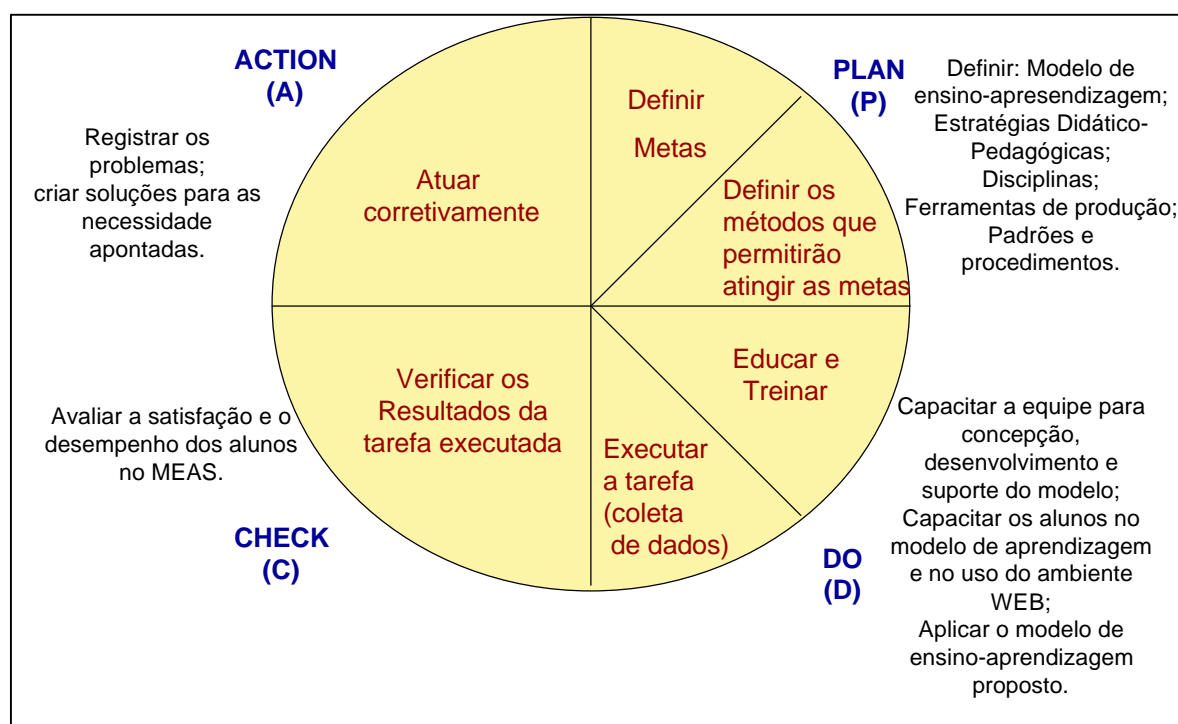 ACTION
(A)
Registrar os
problemas;
criar soluções para as
necessidade
apontadas.
Atuar
corretivamente
Definir
Metas
PLAN
(P)
Definir: Modelo de
ensino-apresendizagem;
Estratégias Didático-
Pedagógicas;
Disciplinas;
Ferramentas de produção;
Padrões e
procedimentos.
Definir os
métodos que
permitirão
atingir as metas
Educar e
Treinar
Executar
a tarefa
(coleta
de dados)
DO
(D)
Capacitar a equipe para
concepção,
desenvolvimento e
suporte do modelo;
Capacitar os alunos no
modelo de aprendizagem
e no uso do ambiente
WEB;
Aplicar o modelo de
ensino-aprendizagem
proposto.
Verificar os
Resultados da
tarefa executada
Avaliar a satisfação e o
desempenho dos alunos
no MEAS.
CHECK
(C)